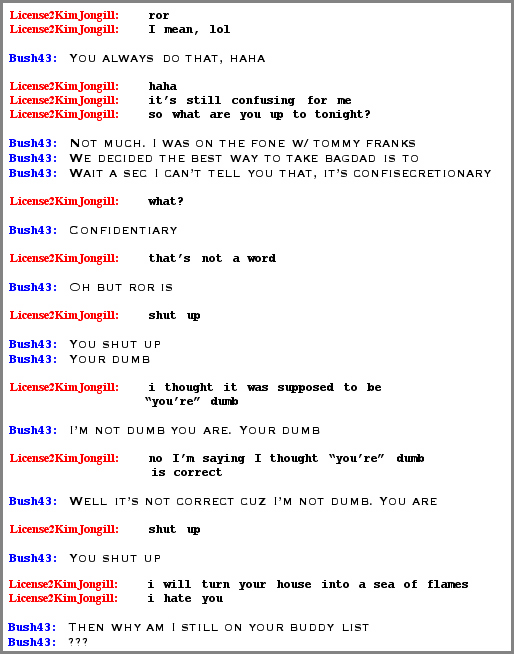 License2KimJongill: ror
License2KimJongill: I mean, lol
Bush43: You always do that, haha
License2KimJongill: haha
License2KimJongill: it's still confusing for me
License2KimJongill: so what are you up to tonight?
Bush43: Not much. I was on the fone w/ tommy franks
Bush43: We decided the best way to take bagdad is to
Bush43: Wait a sec I can't tell you that, it's confisecretionary
License2KimJongill: what?
Bush43: Confidentiary
License2KimJongill: that's not a word
Bush43: Oh but ror is
License2KimJongill: shut up
Bush43: You shut up
Bush43: Your dumb
License2KimJongill: i thought it was supposed to be
"you're" dumb
Bush43: I'm not dumb you are. Your dumb
License2KimJongill: no I'm saying I thought "you're" dumb
is correct
Bush43: Well it's not correct cuz I'm not dumb. You are
License2KimJongill: shut up
Bush43: You shut up
License2KimJongill: i will turn your house into a sea of flames
License2KimJongill: i hate you
Bush43: Then why am I still on your buddy list
Bush43: ???